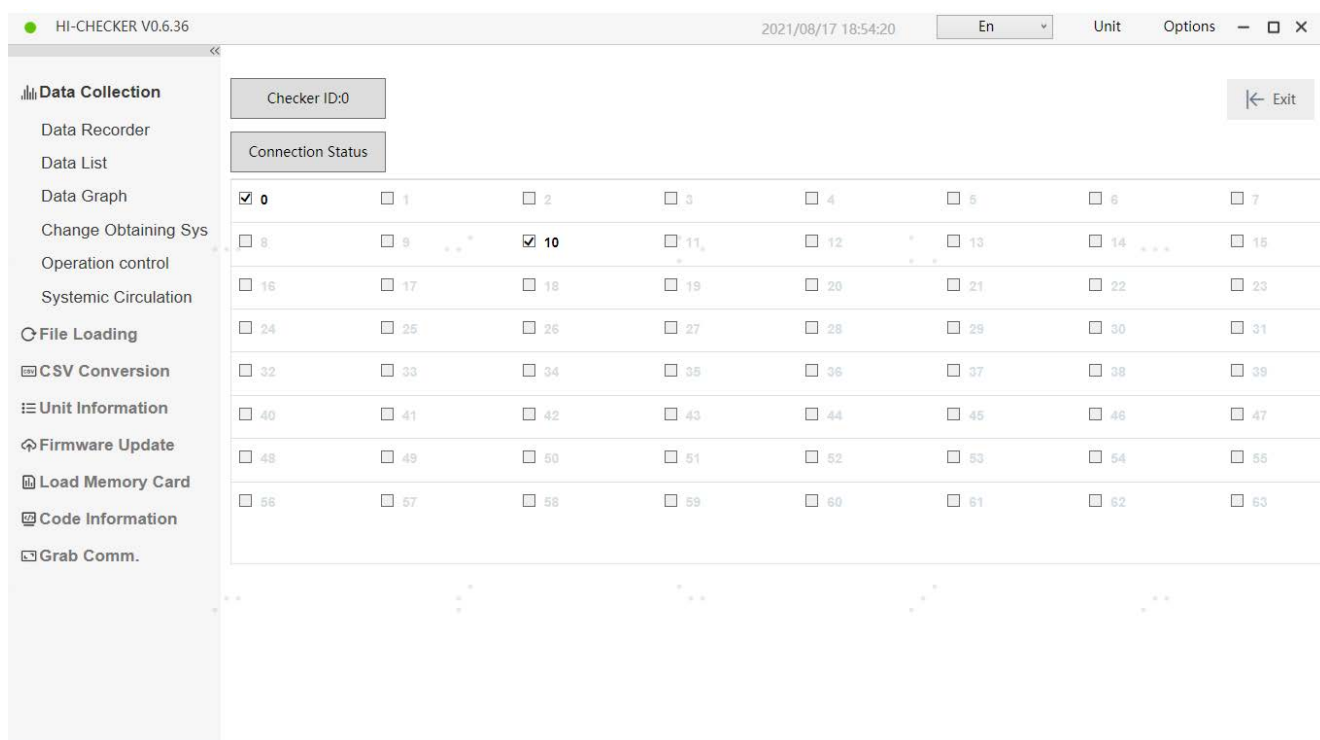 HI-CHECKER V0.6.36 2021/08/17 18:54:20 En Unit Options
Data Collection
Data Recorder
Data List
Data Graph
Change Obtaining Sys
Operation control
Systemic Circulation
File Loading
CSV Conversion
Unit Information
Firmware Update
Load Memory Card
Code Information
Grab Comm.
Checker ID:0 Exit
Connection Status
0 1 2 3 4 5 6 7
8 9 10 11 12 13 14 15
16 17 18 19 20 21 22 23
24 25 26 27 28 29 30 31
32 33 34 35 36 37 38 39
40 41 42 43 44 45 46 47
48 49 50 51 52 53 54 55
56 57 58 59 60 61 62 63